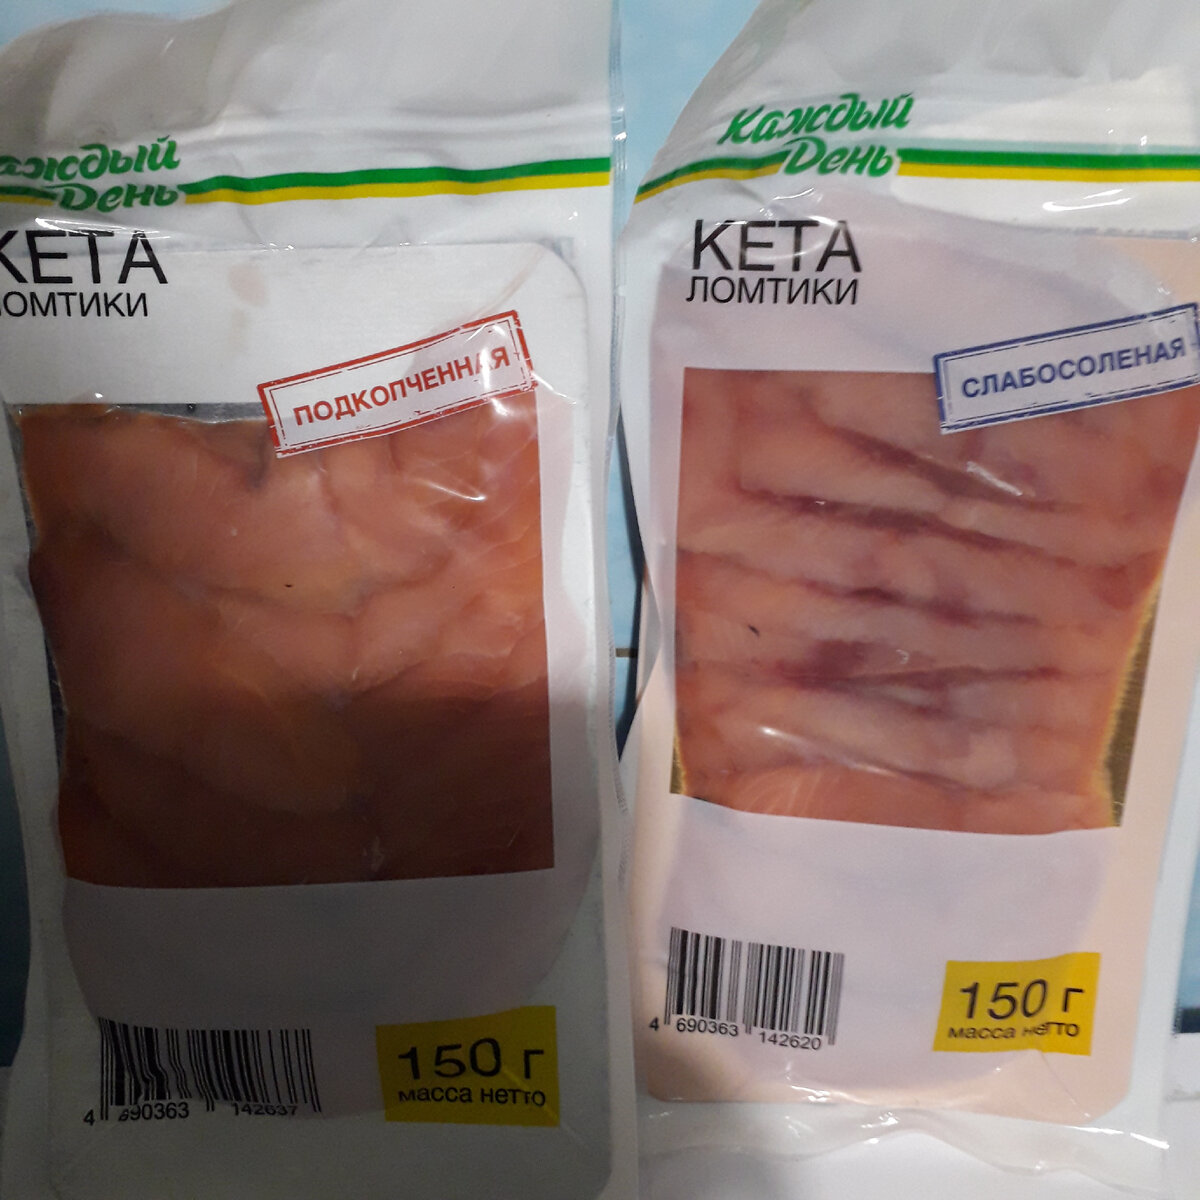 Каждый
День
КЕТА
ЛОМТИКИ
ПОДКОПЧЕННАЯ
4 690363 142637
150 г
масса нетто
Каждый
День
КЕТА
ЛОМТИКИ
СЛАБОСОЛЕНАЯ
4 690363 142620
150 г
масса нетто